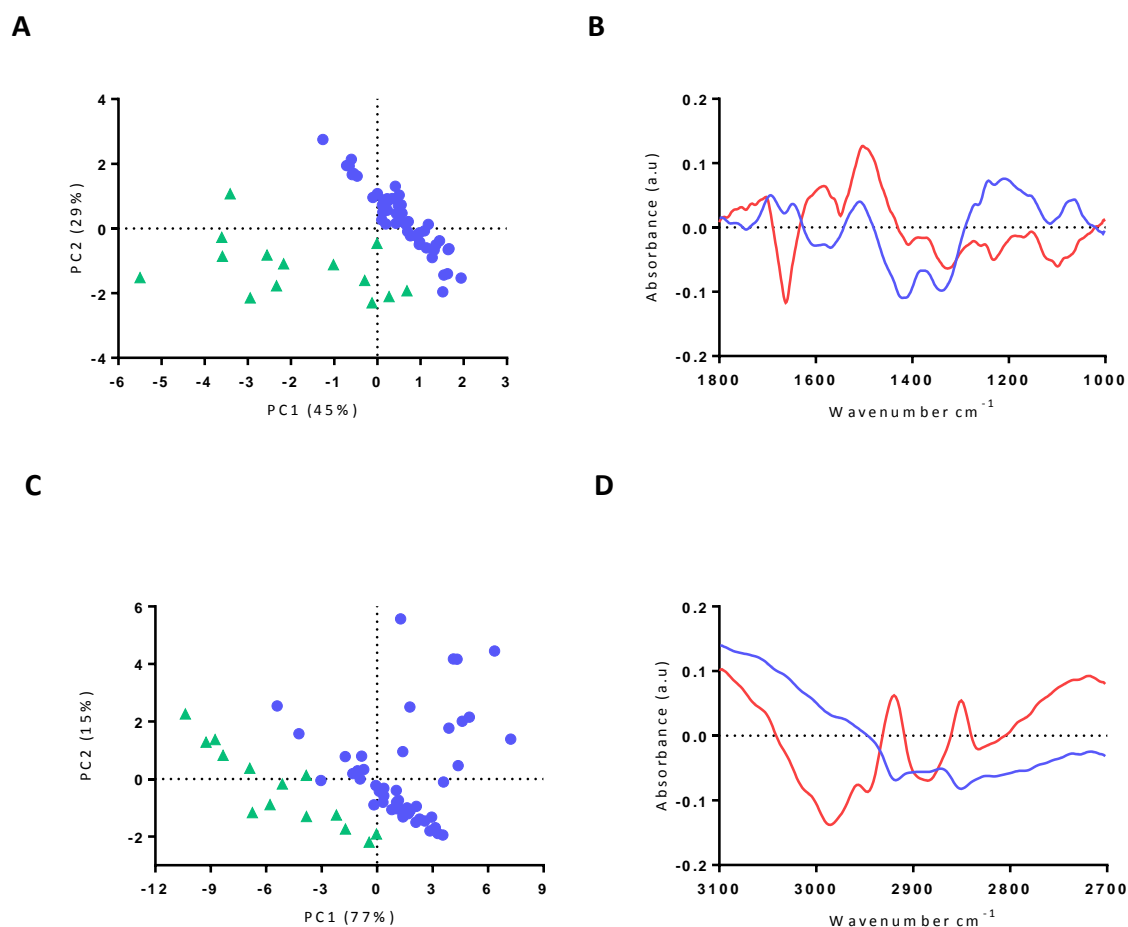 A
B
4
2
0
-2
-4
PC2 (29%)
-6 -5 -4 -3 -2 -1 0 1 2 3
PC1 (45%)
0.2
0.1
0.0
-0.1
-0.2
Absorbance (a.u)
1800 1600 1400 1200 1000
Wavenumber cm-1
C
D
6
4
2
0
-2
PC2 (15%)
-12 -9 -6 -3 0 3 6 9
PC1 (77%)
0.2
0.1
0.0
-0.1
-0.2
Absorbance (a.u)
3100 3000 2900 2800 2700
Wavenumber cm-1